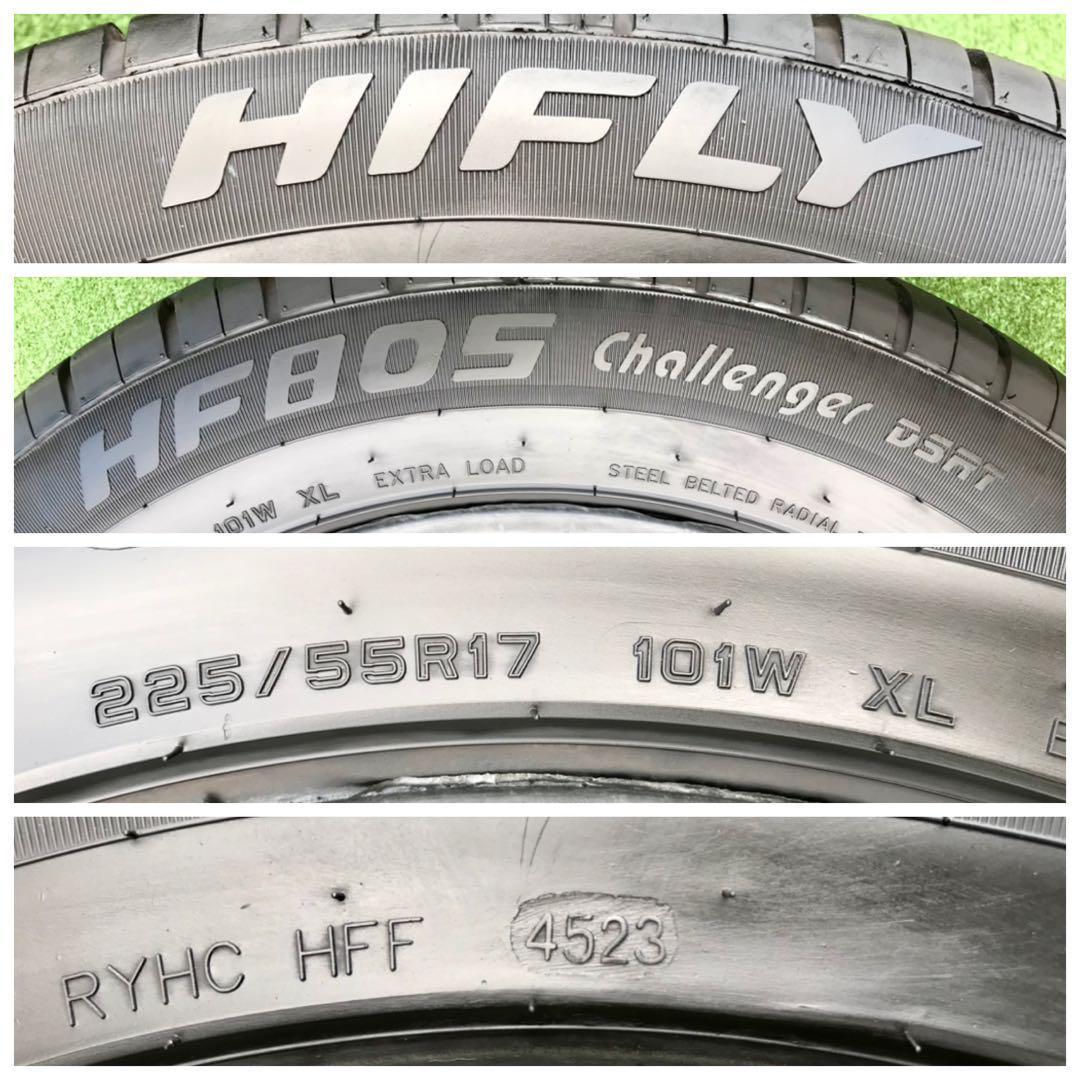 HIFLY
HF805 Challenger DSRT
101W XL EXTRA LOAD STEEL BELTED RADIAL
225/55R17 101W XL
RYHC HFF 4523